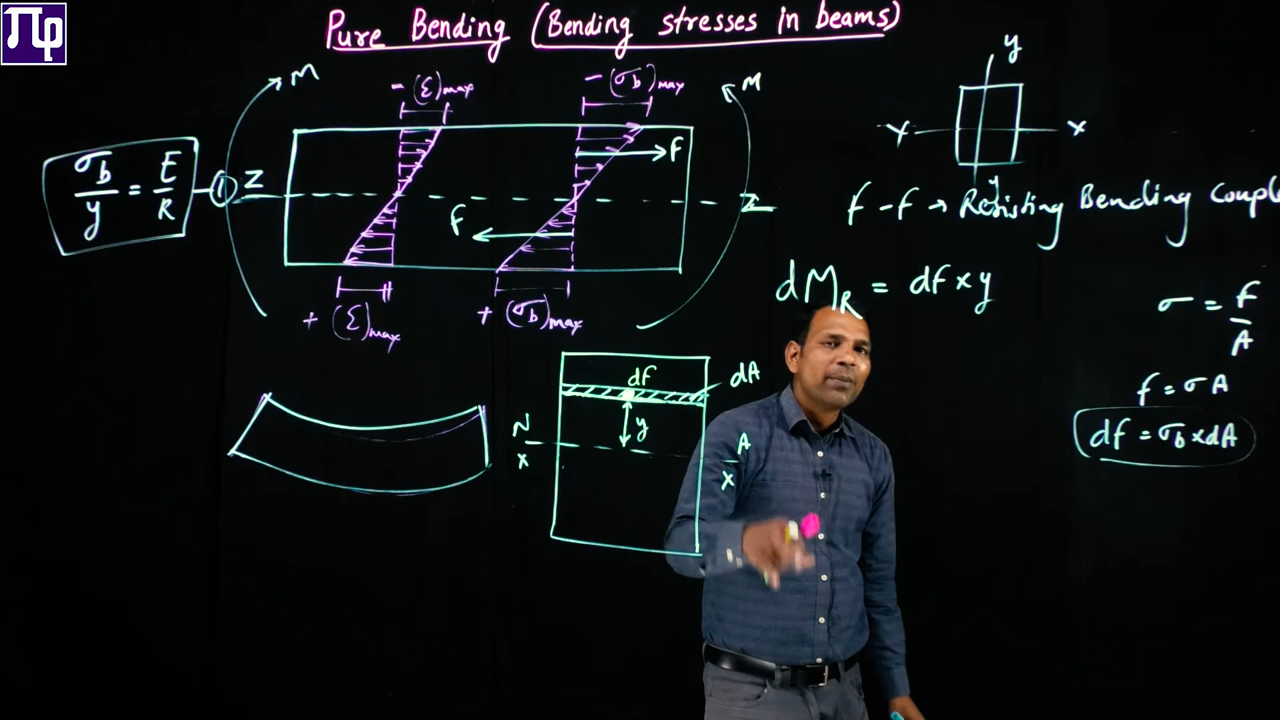 πφ
Pure Bending (Bending stresses in beams)
M
- (Ɛ)max
- (σb)max
M
y
σb/y = E/R
1
Z
f
f
Z
x
x
y
f - f → Resisting Bending Coupl
+ (Ɛ)max
+ (σb)max
dMR = df × y
σ = f/A
f = σA
df = σb × dA
df
dA
y
N
A
x
x